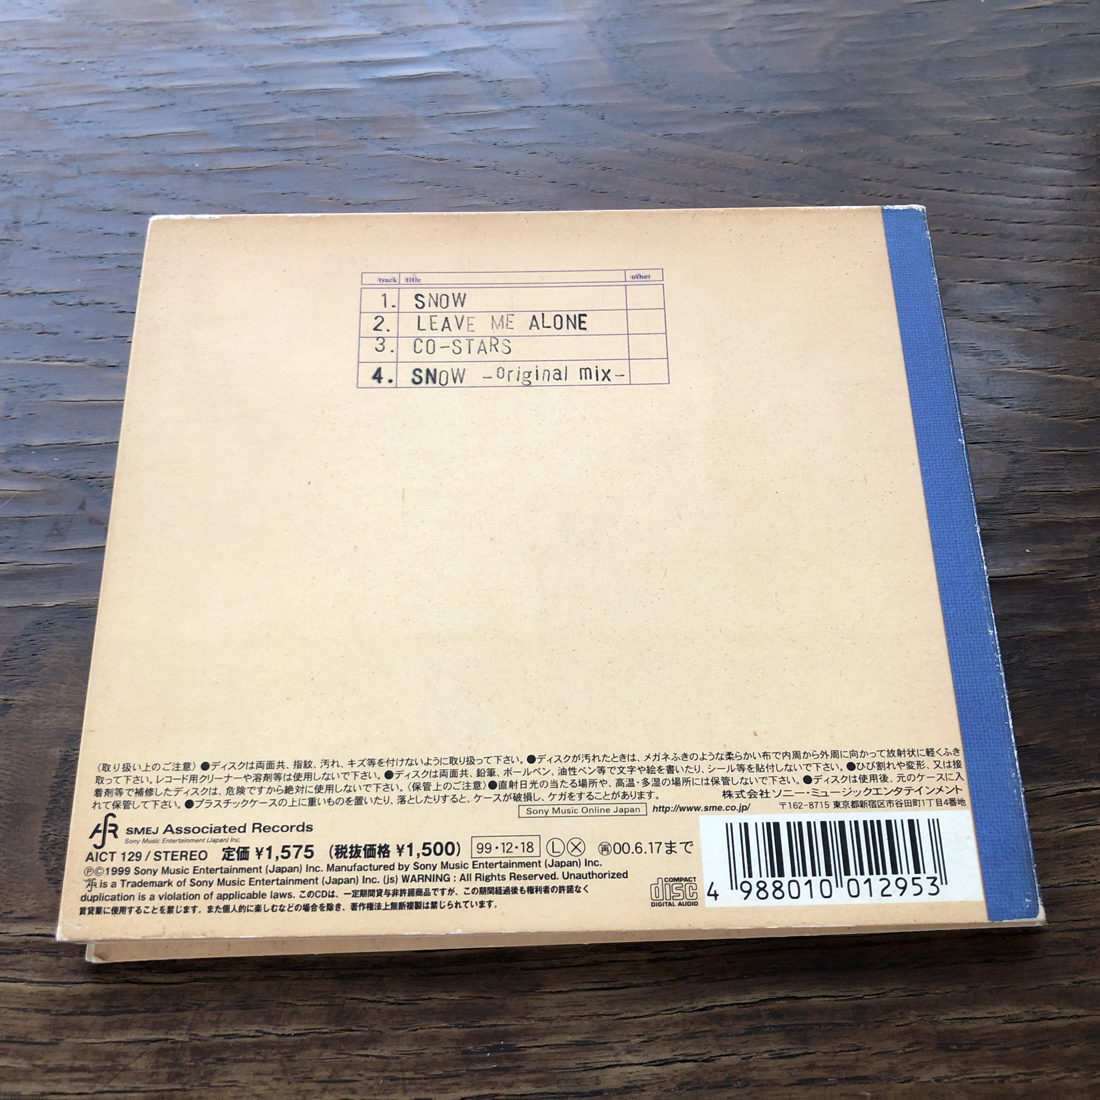 track title other
1. SNOW
2. LEAVE ME ALONE
3. CO-STARS
4. SNOW -original mix-
〈取り扱い上のご注意〉●ディスクは両面共、指紋、汚れ、キズ等を付けないように取り扱って下さい。●ディスクが汚れたときは、メガネふきのような柔らかい布で内周から外周に向かって放射状に軽くふき
取って下さい。レコード用クリーナーや溶剤等は使用しないで下さい。●ディスクは両面共、鉛筆、ボールペン、油性ペン等で文字や絵を書いたり、シール等を貼付しないで下さい。●ひび割れや変形、又は接
着剤等で補修したディスクは、危険ですから絶対に使用しないで下さい。〈保管上のご注意〉●直射日光の当たる場所や、高温・多湿の場所には保管しないで下さい。●ディスクは使用後、元のケースに入
れて保管して下さい。●プラスチックケースの上に重いものを置いたり、落としたりすると、ケースが破損し、ケガをすることがあります。
株式会社 ソニー・ミュージックエンタテインメント
Sony Music Online Japan http://www.sme.co.jp/ 〒162-8715 東京都新宿区市谷田町1丁目4番地
AR SMEJ Associated Records
Sony Music Entertainment (Japan) Inc.
AICT 129 / STEREO 定価 ¥1,575 (税抜価格 ¥1,500) 99・12・18 L X 再00.6.17まで
℗©1999 Sony Music Entertainment (Japan) Inc. Manufactured by Sony Music Entertainment (Japan) Inc.
AR is a Trademark of Sony Music Entertainment (Japan) Inc. (js) WARNING : All Rights Reserved. Unauthorized
duplication is a violation of applicable laws. このCDは、一定期間貸与非許諾商品ですが、この期間経過後も権利者の許諾なく
賃貸業に使用することを禁じます。また個人的に楽しむなどの場合を除き、著作権法上無断複製は禁じられています。
COMPACT disc DIGITAL AUDIO
4 988010 012953